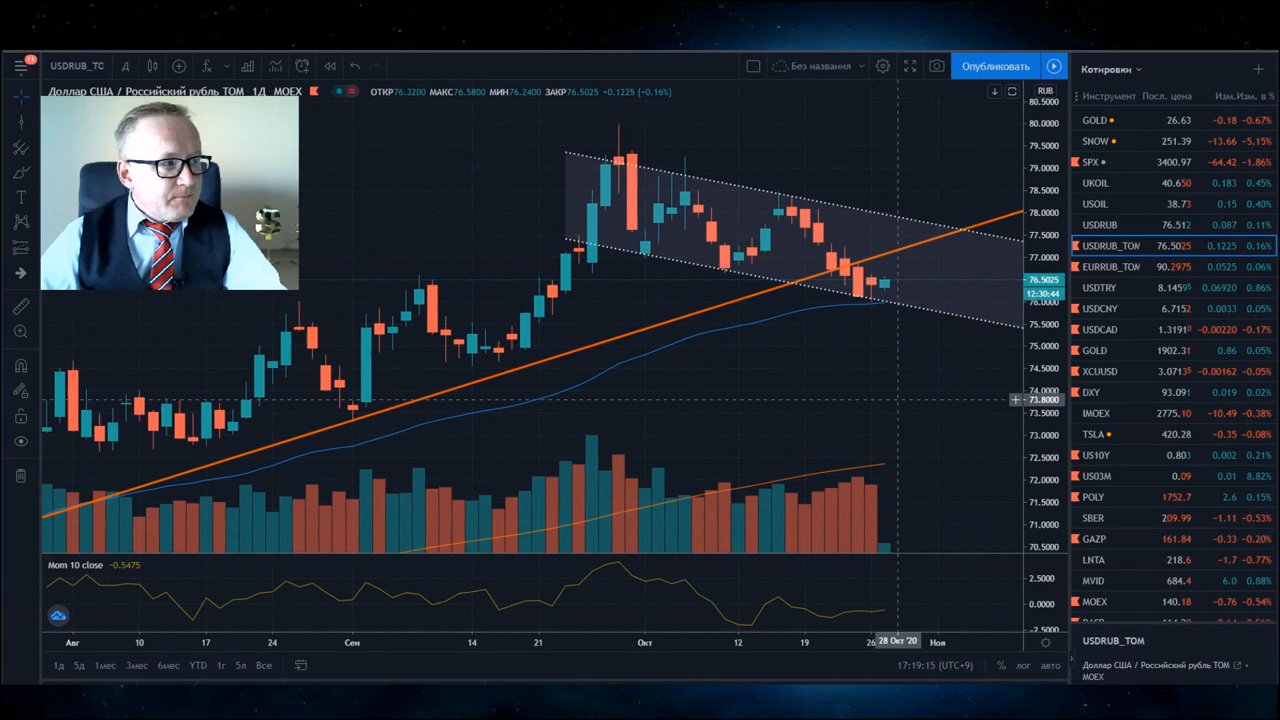 11
USDRUB_TC Д Без названия Опубликовать
Доллар США / Российский рубль ТОМ · 1Д MOEX ОТКР76.3200 МАКС76.5800 МИН76.2400 ЗАКР76.5025 +0.1225 (+0.16%)
RUB
80.5000
80.0000
79.5000
79.0000
78.5000
78.0000
77.5000
77.0000
76.5025
12:30:44
76.0000
75.5000
75.0000
74.5000
74.0000
73.8000
73.5000
73.0000
72.5000
72.0000
71.5000
71.0000
70.5000
Mom 10 close -0.5475
2.5000
0.0000
-2.5000
Авг 10 17 24 Сен 14 21 Окт 12 19 26 28 Окт '20 Ноя
1д 5д 1мес 3мес 6мес YTD 1г 5л Все 17:19:15 (UTC+9) % лог авто
Котировки
Инструмент Посл. цена Изм. Изм. в %
GOLD 26.63 -0.18 -0.67%
SNOW 251.39 -13.66 -5.15%
SPX 3400.97 -64.42 -1.86%
UKOIL 40.650 0.183 0.45%
USOIL 38.73 0.15 0.40%
USDRUB 76.512 0.087 0.11%
USDRUB_TOM 76.5025 0.1225 0.16%
EURRUB_TOM 90.2975 0.0525 0.06%
USDTRY 8.14595 0.06920 0.86%
USDCNY 6.7152 0.0033 0.05%
USDCAD 1.3191 -0.00220 -0.17%
GOLD 1902.31 0.86 0.05%
XCUUSD 3.07135 -0.00162 -0.05%
DXY 93.091 0.019 0.02%
IMOEX 2775.10 -10.49 -0.38%
TSLA 420.28 -0.35 -0.08%
US10Y 0.803 0.002 0.21%
US03M 0.09 0.01 8.82%
POLY 1752.7 2.6 0.15%
SBER 209.99 -1.11 -0.53%
GAZP 161.84 -0.33 -0.20%
LNTA 218.6 -1.7 -0.77%
MVID 684.4 6.0 0.88%
MOEX 140.18 -0.76 -0.54%
USDRUB_TOM
Доллар США / Российский рубль ТОМ
MOEX